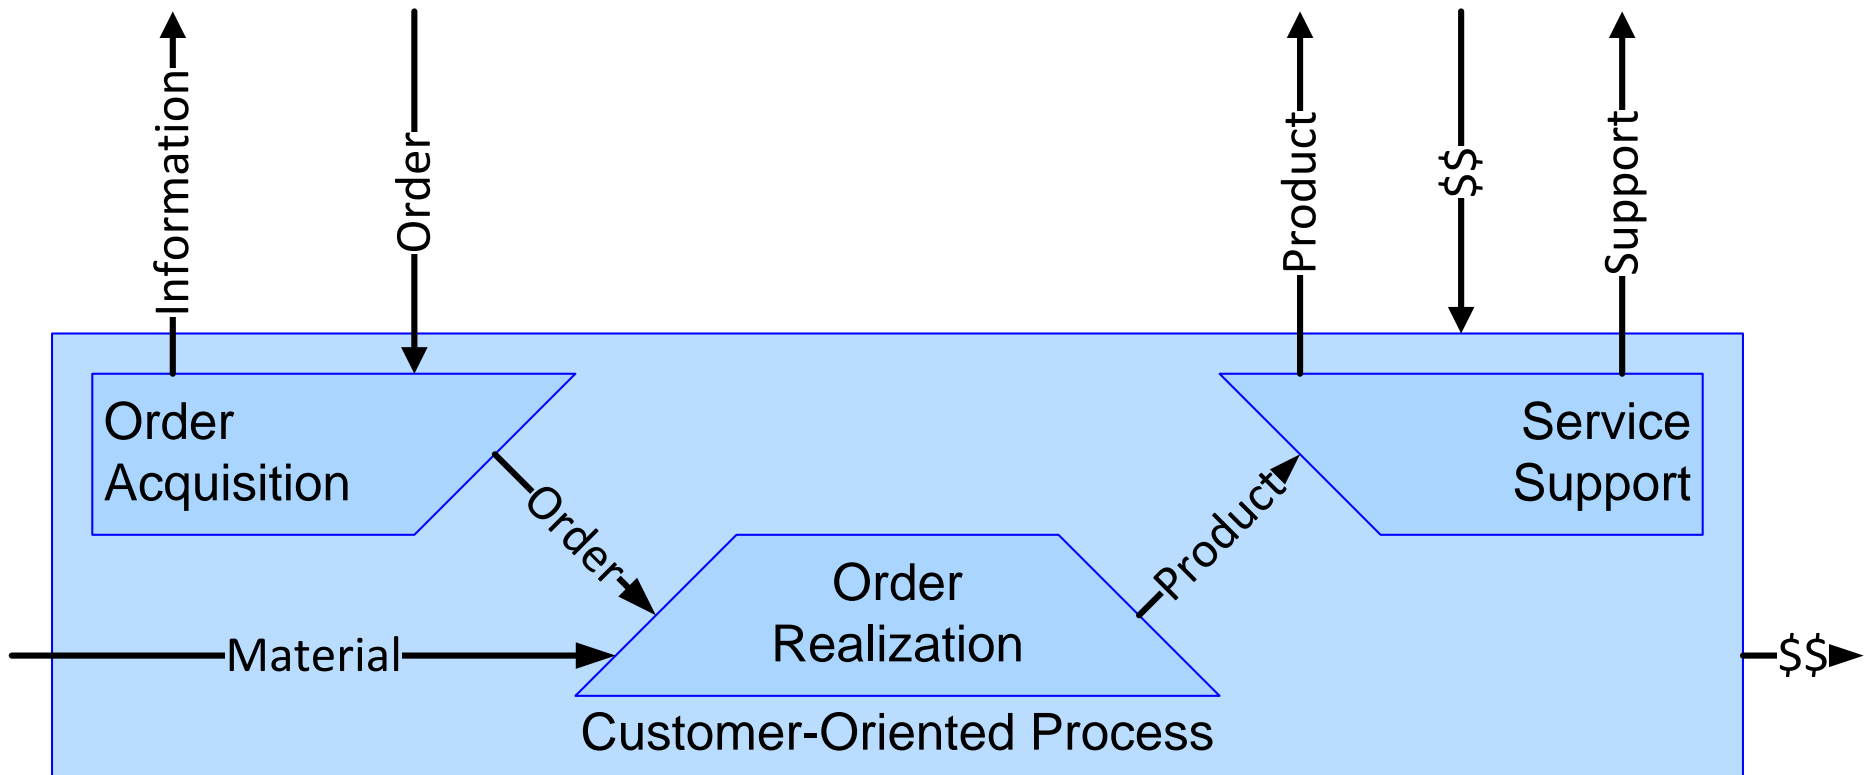 Information
Order
Product
$$
Support
Order
Acquisition
Service
Support
Order
Product
Order
Realization
Material
$$
Customer-Oriented Process